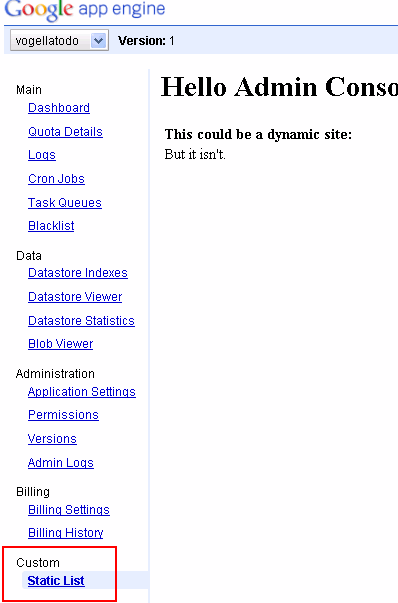 Google app engine
vogellatodo Version: 1
Main
Dashboard
Quota Details
Logs
Cron Jobs
Task Queues
Blacklist
Data
Datastore Indexes
Datastore Viewer
Datastore Statistics
Blob Viewer
Administration
Application Settings
Permissions
Versions
Admin Logs
Billing
Billing Settings
Billing History
Custom
Static List
Hello Admin Conso
This could be a dynamic site:
But it isn't.